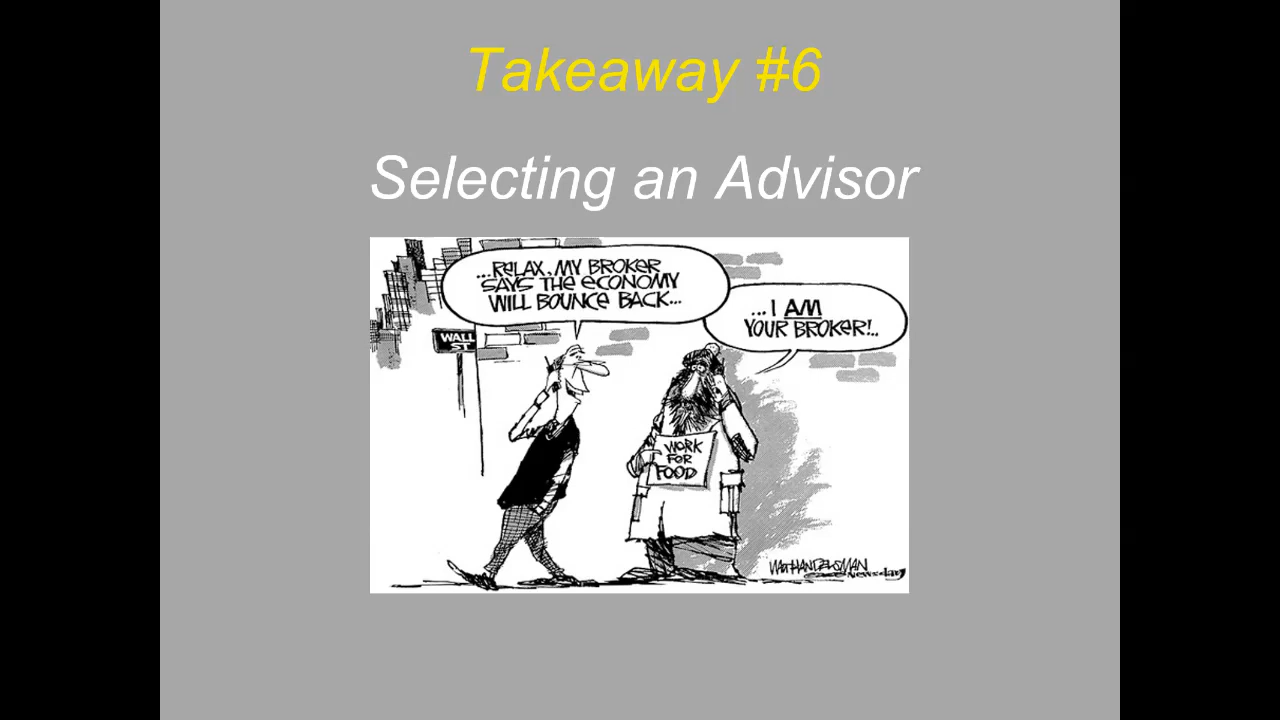 Takeaway #6
Selecting an Advisor
...RELAX, MY BROKER
SAYS THE ECONOMY
WILL BOUNCE BACK...
...I AM
YOUR BROKER!..
WALL
ST
WORK
FOR
FOOD
WALT HANDELSMAN
Newsday